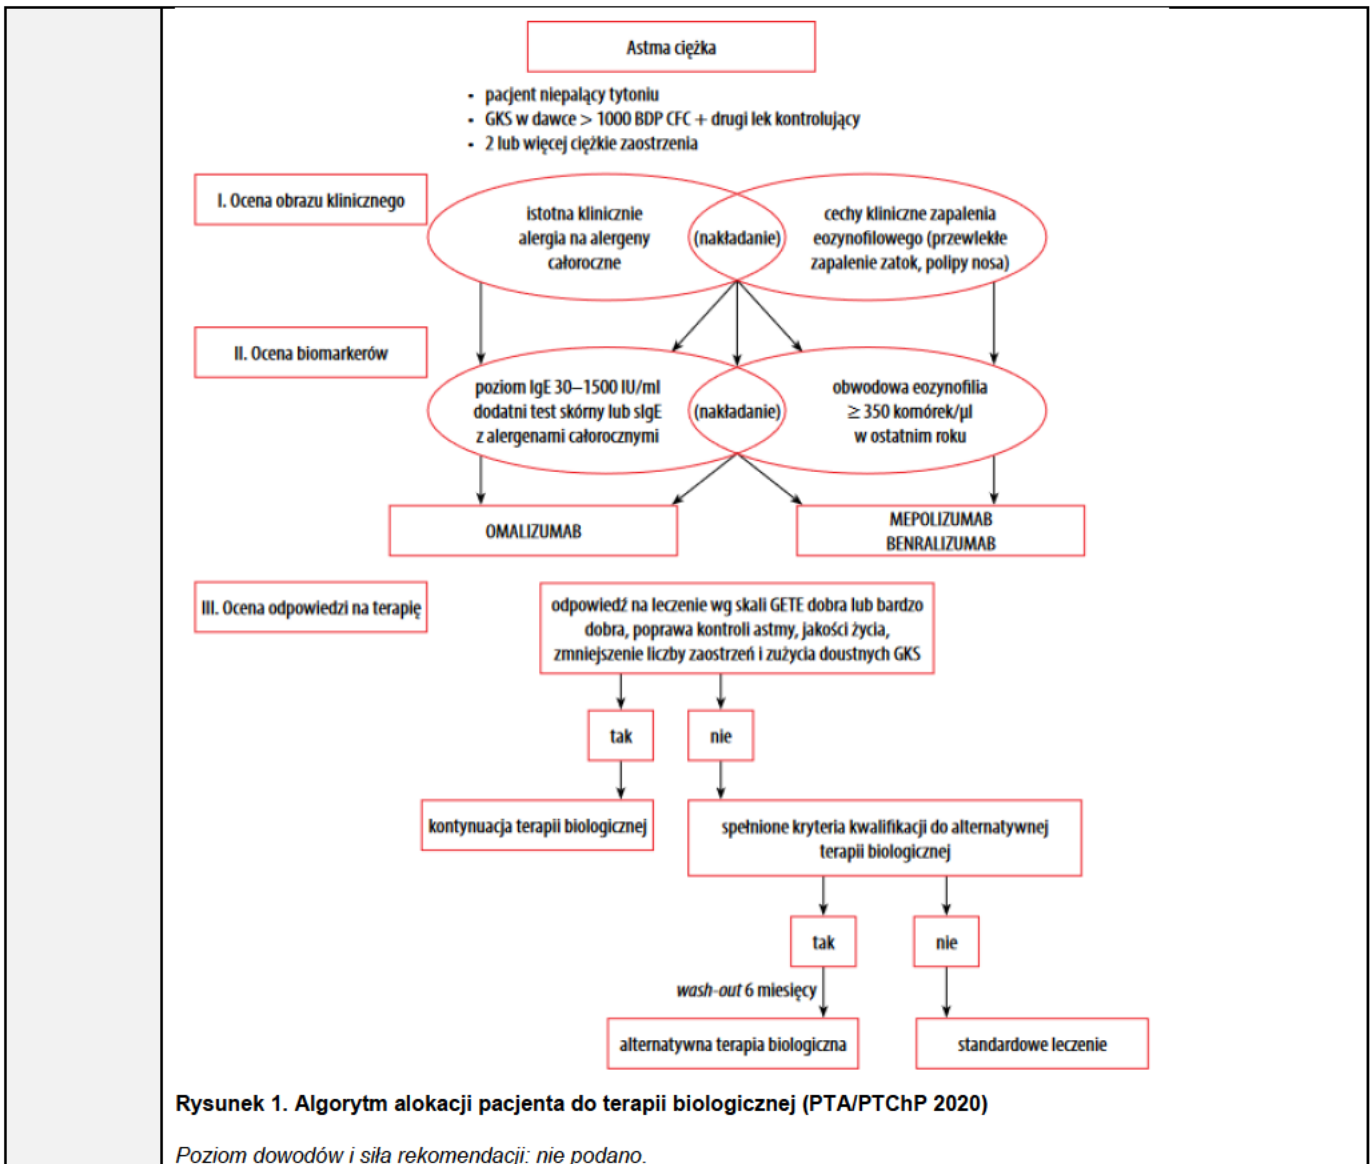 Astma ciężka
- pacjent niepalący tytoniu
- GKS w dawce > 1000 BDP CFC + drugi lek kontrolujący
- 2 lub więcej ciężkie zaostrzenia
I. Ocena obrazu klinicznego
istotna klinicznie
alergia na alergeny
całoroczne
(nakładanie)
cechy kliniczne zapalenia
eozynofilowego (przewlekłe
zapalenie zatok, polipy nosa)
II. Ocena biomarkerów
poziom IgE 30–1500 IU/ml
dodatni test skórny lub sIgE
z alergenami całorocznymi
(nakładanie)
obwodowa eozynofilia
≥ 350 komórek/µl
w ostatnim roku
OMALIZUMAB
MEPOLIZUMAB
BENRALIZUMAB
III. Ocena odpowiedzi na terapię
odpowiedź na leczenie wg skali GETE dobra lub bardzo
dobra, poprawa kontroli astmy, jakości życia,
zmniejszenie liczby zaostrzeń i zużycia doustnych GKS
tak
nie
kontynuacja terapii biologicznej
spełnione kryteria kwalifikacji do alternatywnej
terapii biologicznej
tak
nie
wash-out 6 miesięcy
alternatywna terapia biologiczna
standardowe leczenie
Rysunek 1. Algorytm alokacji pacjenta do terapii biologicznej (PTA/PTChP 2020)
Poziom dowodów i siła rekomendacji: nie podano.